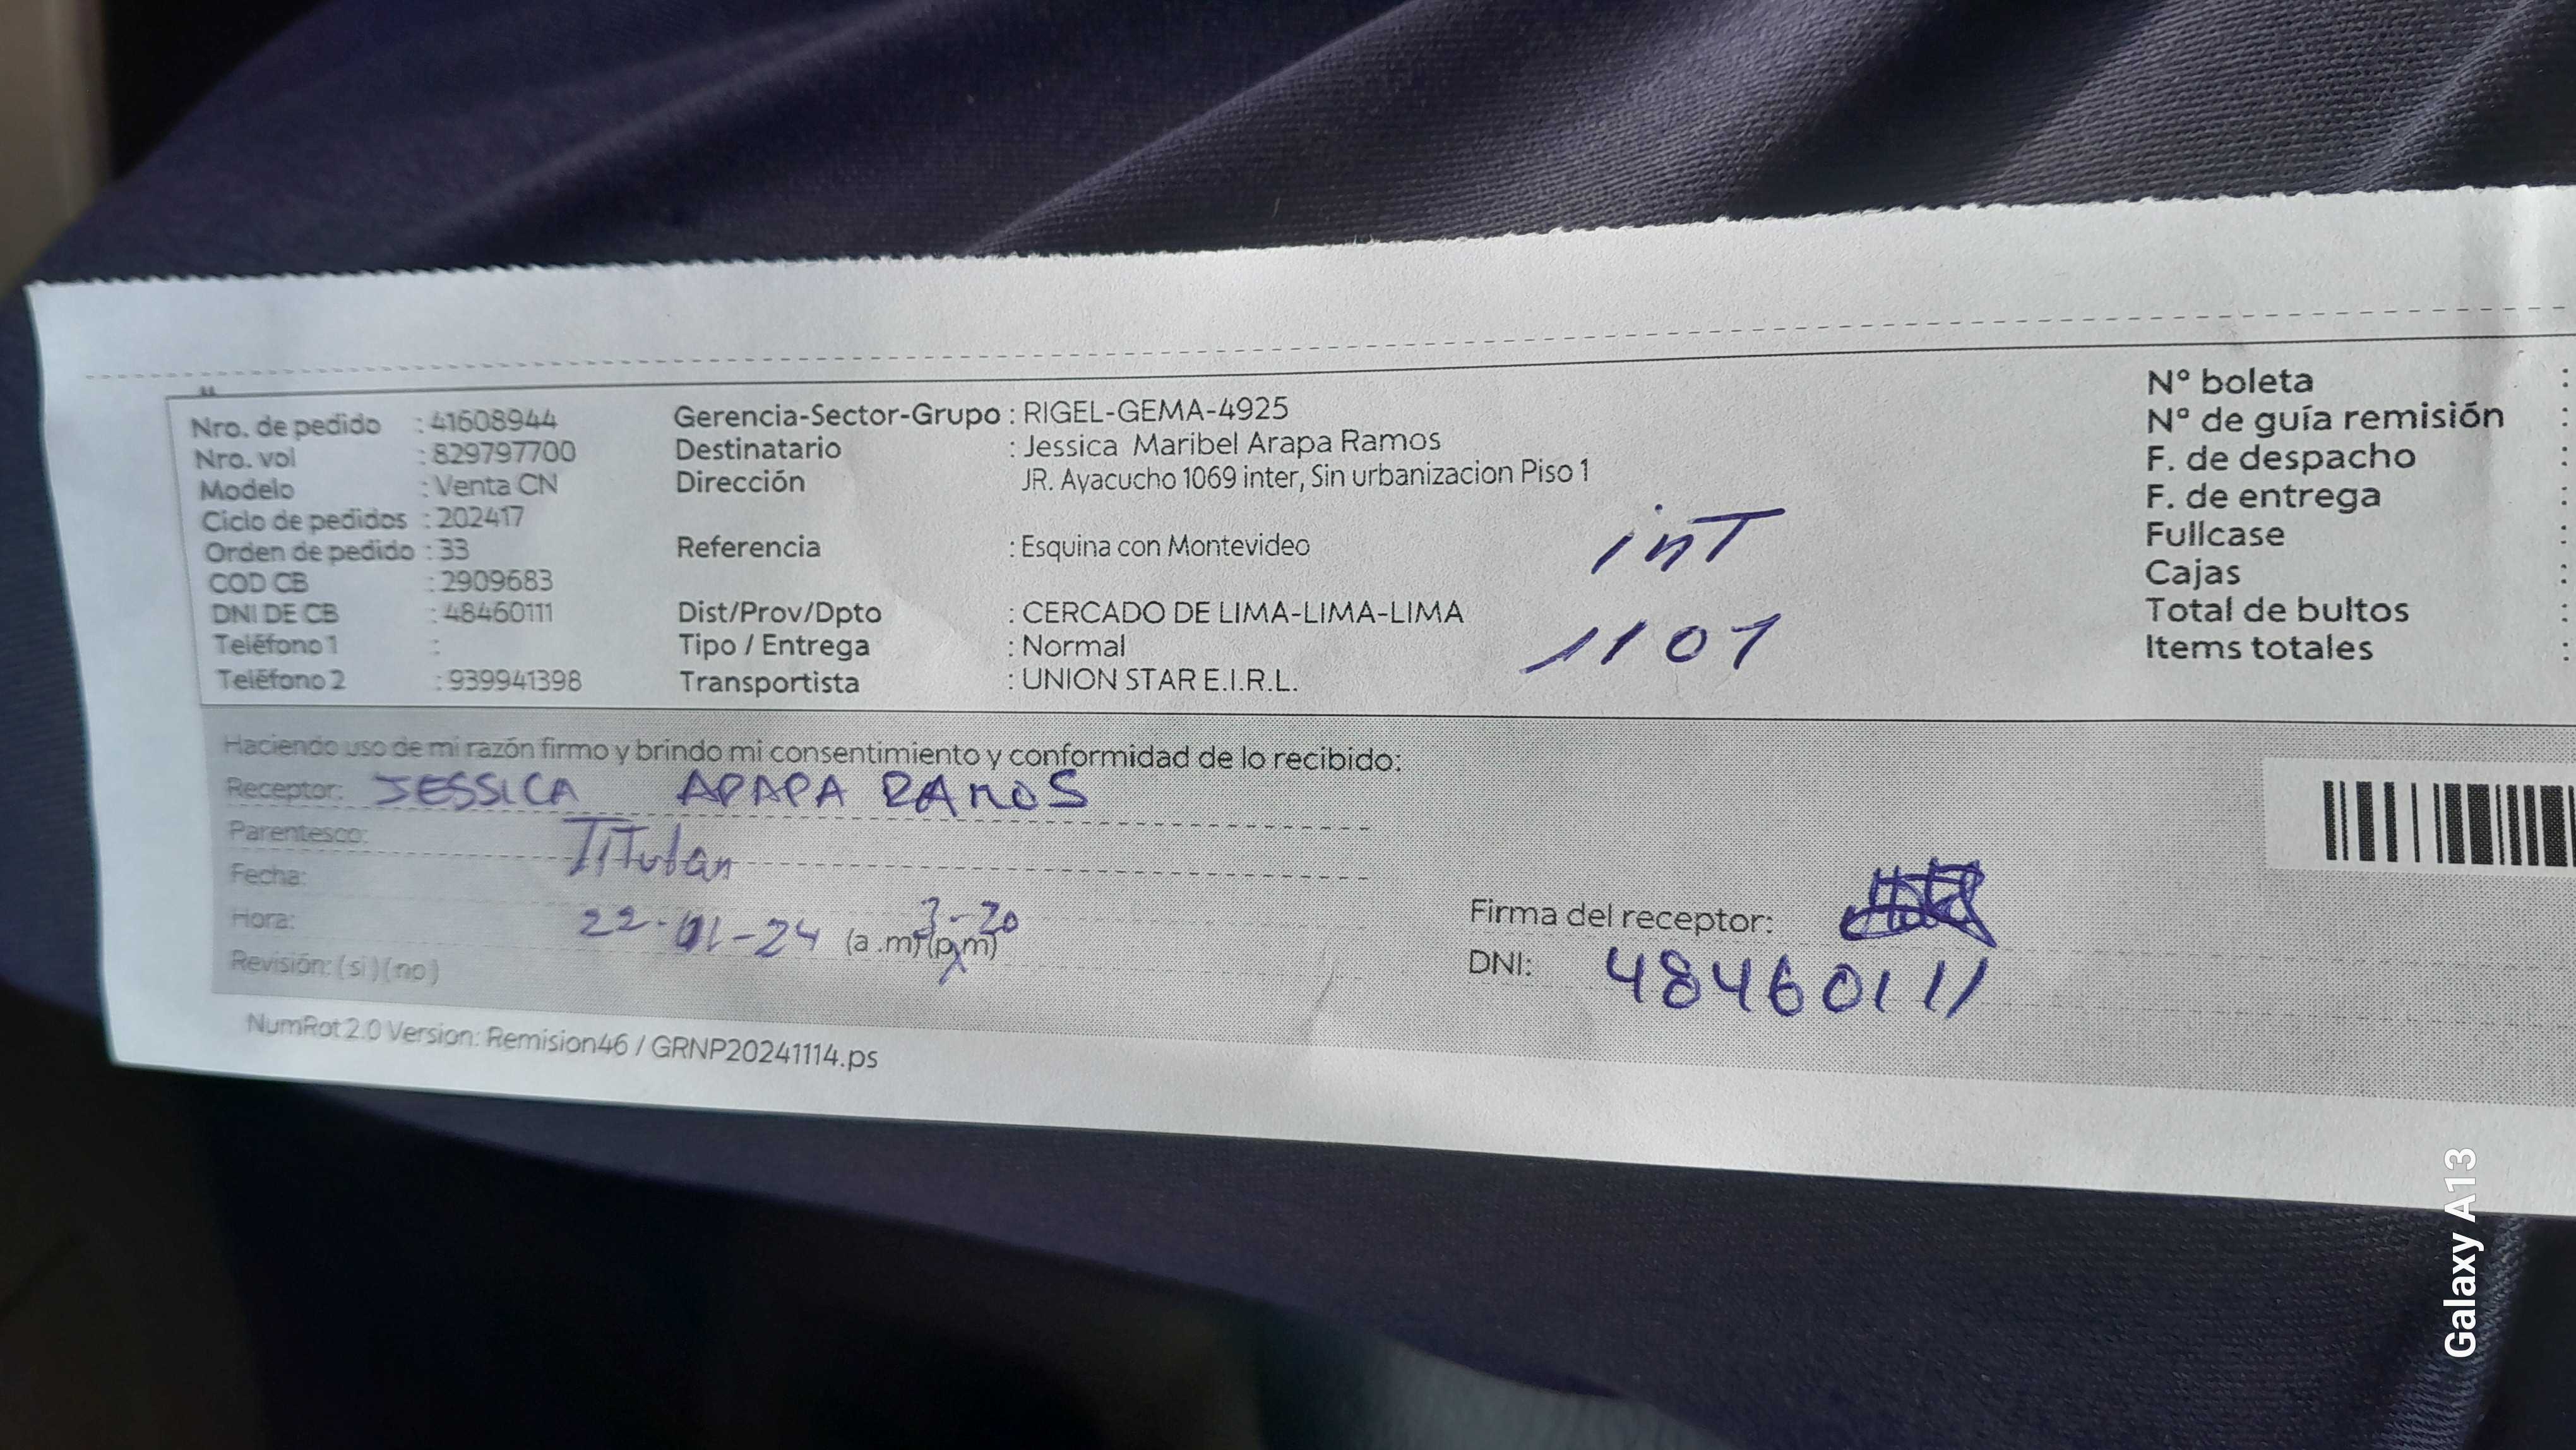 Nro. de pedido : 41608944
Nro. vol : 829797700
Modelo : Venta CN
Ciclo de pedidos : 202417
Orden de pedido : 33
COD CB : 2909683
DNI DE CB : 48460111
Teléfono 1 :
Teléfono 2 : 939941398
Gerencia-Sector-Grupo : RIGEL-GEMA-4925
Destinatario : Jessica Maribel Arapa Ramos
Dirección JR. Ayacucho 1069 inter, Sin urbanizacion Piso 1
Referencia : Esquina con Montevideo
Dist/Prov/Dpto : CERCADO DE LIMA-LIMA-LIMA
Tipo / Entrega : Normal
Transportista : UNION STAR E.I.R.L.
inT
1101
N° boleta :
N° de guía remisión :
F. de despacho :
F. de entrega :
Fullcase :
Cajas :
Total de bultos :
Items totales :
Haciendo uso de mi razón firmo y brindo mi consentimiento y conformidad de lo recibido:
Receptor: JESSICA ARAPA RAMOS
Parentesco: TiTular
Fecha:
Hora: 22-01-24 (a .m) (p.m) 3-20
Revisión: (si) (no)
Firma del receptor:
DNI: 48460111
NumRot 2.0 Version: Remision46 / GRNP20241114.ps
Galaxy A13